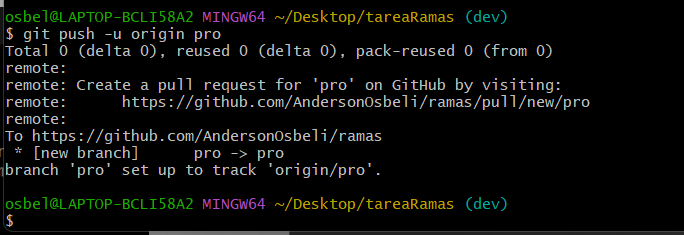 osbel@LAPTOP-BCLI58A2 MINGW64 ~/Desktop/tareaRamas (dev)
$ git push -u origin pro
Total 0 (delta 0), reused 0 (delta 0), pack-reused 0 (from 0)
remote:
remote: Create a pull request for 'pro' on GitHub by visiting:
remote:      https://github.com/AndersonOsbeli/ramas/pull/new/pro
remote:
To https://github.com/AndersonOsbeli/ramas
 * [new branch]      pro -> pro
branch 'pro' set up to track 'origin/pro'.
osbel@LAPTOP-BCLI58A2 MINGW64 ~/Desktop/tareaRamas (dev)
$